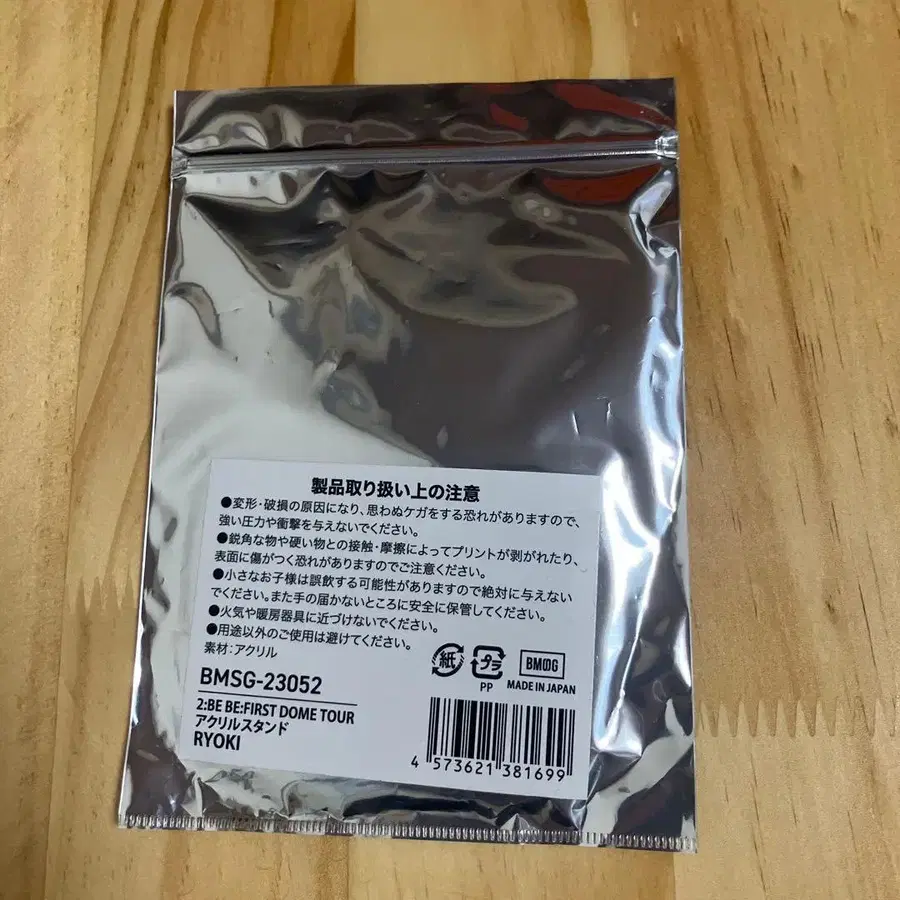 製品取り扱い上の注意
●変形・破損の原因になり、思わぬケガをする恐れがありますので、
強い圧力や衝撃を与えないでください。
●鋭角な物や硬い物との接触・摩擦によってプリントが剥がれたり、
表面に傷がつく恐れがありますのでご注意ください。
●小さなお子様は誤飲する可能性がありますので絶対に与えない
でください。また手の届かないところに安全に保管してください。
●火気や暖房器具に近づけないでください。
●用途以外のご使用は避けてください。
素材：アクリル
紙
プラ
PP
BMSG
MADE IN JAPAN
BMSG-23052
2:BE BE:FIRST DOME TOUR
アクリルスタンド
RYOKI
4 573621 381699